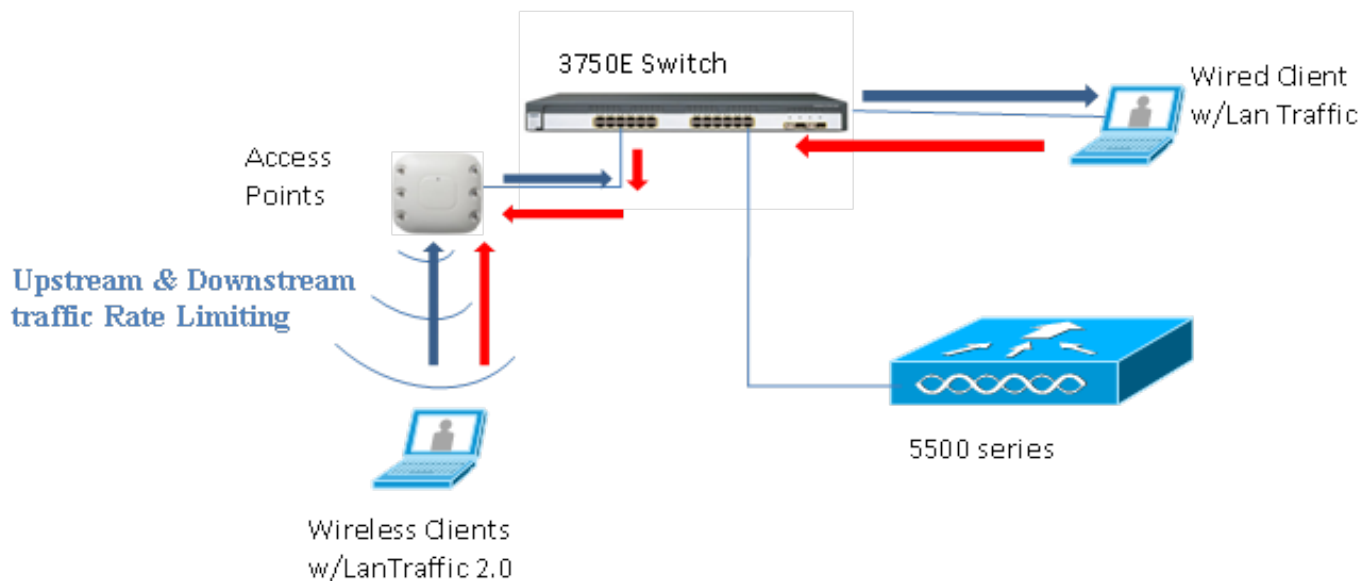 3750E Switch
Wired Client
w/Lan Traffic
Access
Points
Upstream & Downstream
traffic Rate Limiting
5500 series
Wireless Clients
w/LanTraffic 2.0